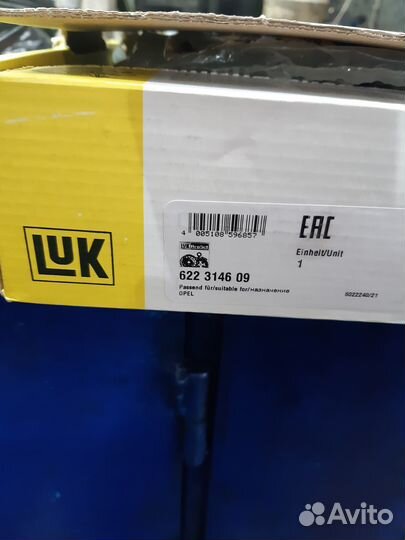 LUK
4 005108 596857
EAC
Einheit/Unit
1
622 3146 09
Passend für/suitable for/назначение
OPEL
Avito